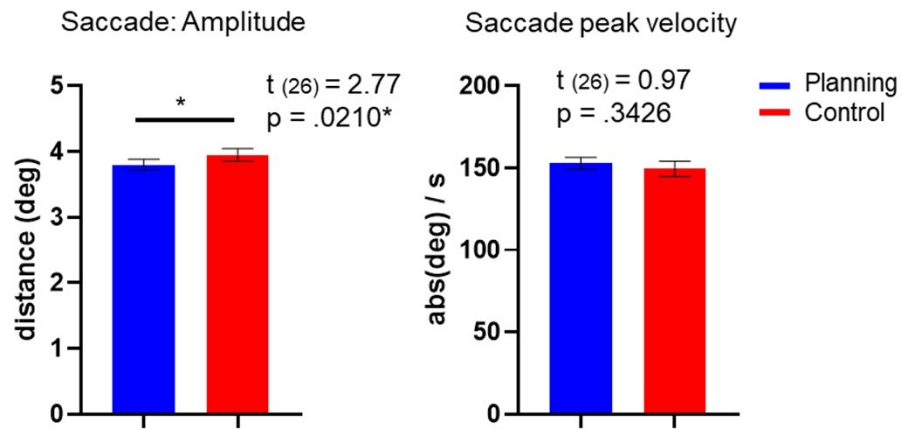 Saccade: Amplitude
5
4
3
2
1
0
distance (deg)
*
t (26) = 2.77
p = .0210*
Saccade peak velocity
200
150
100
50
0
abs(deg) / s
t (26) = 0.97
p = .3426
Planning
Control